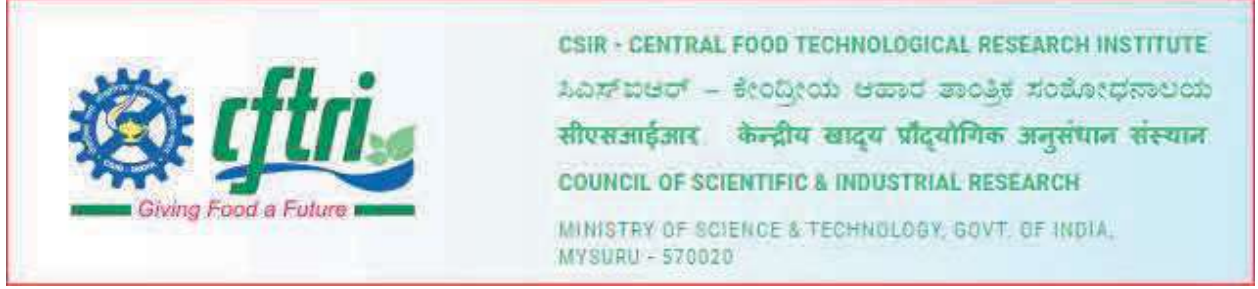 cftri
Giving Food a Future
CSIR - CENTRAL FOOD TECHNOLOGICAL RESEARCH INSTITUTE
ಸಿಎಸ್ಐಆರ್ – ಕೇಂದ್ರೀಯ ಆಹಾರ ತಾಂತ್ರಿಕ ಸಂಶೋಧನಾಲಯ
सीएसआईआर केन्द्रीय खाद्य प्रौद्योगिक अनुसंधान संस्थान
COUNCIL OF SCIENTIFIC & INDUSTRIAL RESEARCH
MINISTRY OF SCIENCE & TECHNOLOGY, GOVT. OF INDIA,
MYSURU - 570020